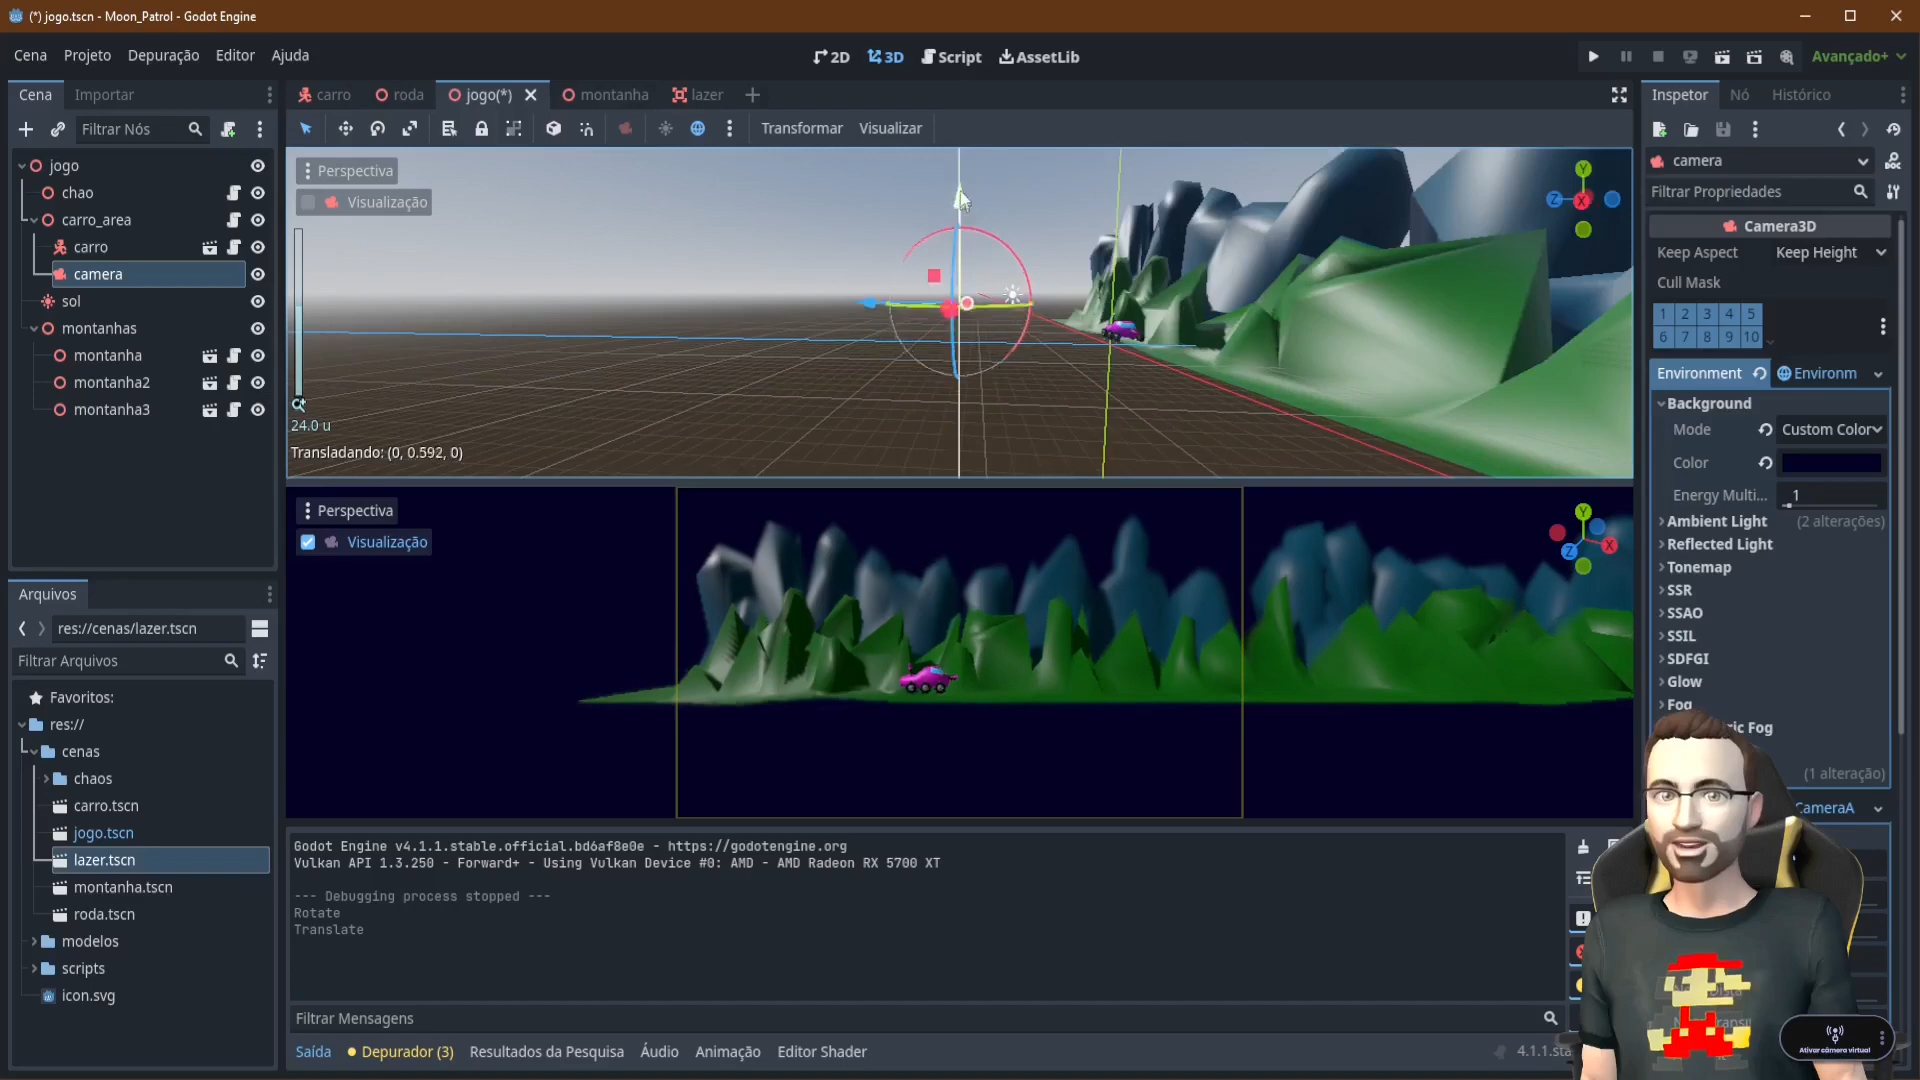 (*) jogo.tscn - Moon_Patrol - Godot Engine
Cena Projeto Depuração Editor Ajuda
2D 3D Script AssetLib
Avançado+
Cena Importar
Filtrar Nós
jogo
chao
carro_area
carro
camera
sol
montanhas
montanha
montanha2
montanha3
Arquivos
res://cenas/lazer.tscn
Filtrar Arquivos
Favoritos:
res://
cenas
chaos
carro.tscn
jogo.tscn
lazer.tscn
montanha.tscn
roda.tscn
modelos
scripts
icon.svg
carro roda jogo(*) montanha lazer
Transformar Visualizar
Perspectiva
Visualização
Y
Z X
24.0 u
Transladando: (0, 0.592, 0)
Perspectiva
Visualização
Y
Z X
Godot Engine v4.1.1.stable.official.bd6af8e0e - https://godotengine.org
Vulkan API 1.3.250 - Forward+ - Using Vulkan Device #0: AMD - AMD Radeon RX 5700 XT
--- Debugging process stopped ---
Rotate
Translate
Filtrar Mensagens
Saída Depurador (3) Resultados da Pesquisa Áudio Animação Editor Shader
4.1.1.sta
Inspetor Nó Histórico
camera
Filtrar Propriedades
Camera3D
Keep Aspect Keep Height
Cull Mask
1 2 3 4 5
6 7 8 9 10
Environment Environm
Background
Mode Custom Color
Color
Energy Multi... 1
Ambient Light (2 alterações)
Reflected Light
Tonemap
SSR
SSAO
SSIL
SDFGI
Glow
Fog
ic Fog
(1 alteração)
CameraA
Ativar câmera virtual